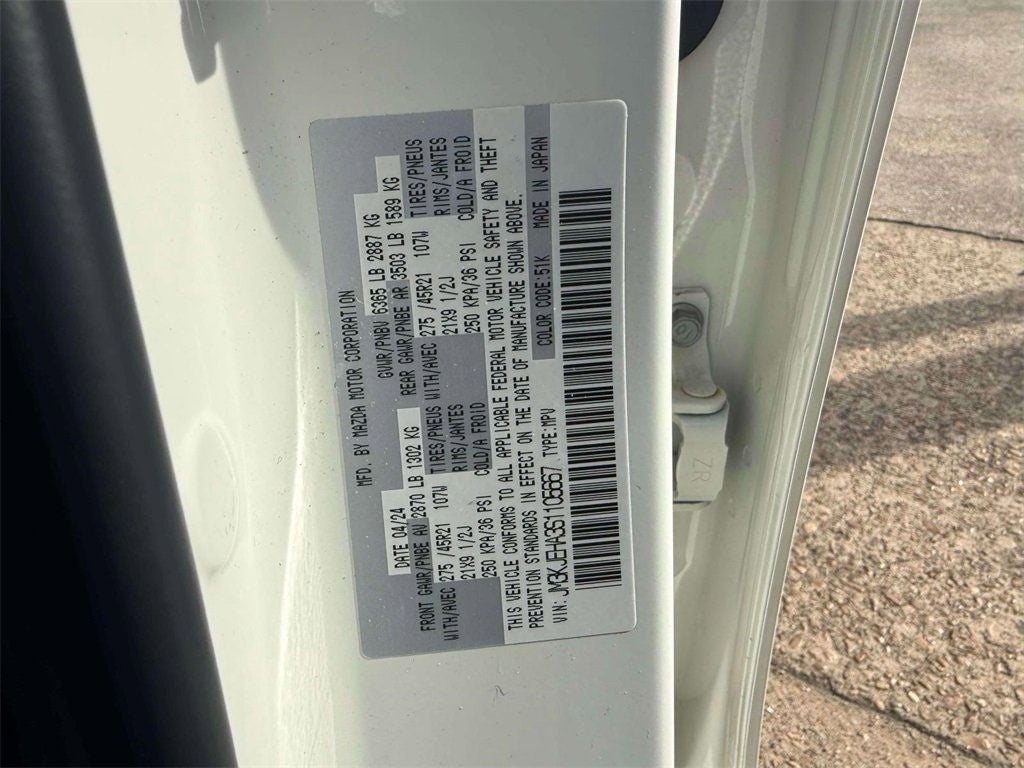 MFD. BY MAZDA MOTOR CORPORATION
DATE 04/24 GVWR/PNBV 6365 LB 2887 KG
FRONT GAWR/PNBE AV 2870 LB 1302 KG REAR GAWR/PNBE AR 3503 LB 1589 KG
WITH/AVEC 275 /45R21 107W TIRES/PNEUS WITH/AVEC 275 /45R21 107W TIRES/PNEUS
21X9 1/2J RIMS/JANTES 21X9 1/2J RIMS/JANTES
250 KPA/36 PSI COLD/A FROID 250 KPA/36 PSI COLD/A FROID
THIS VEHICLE CONFORMS TO ALL APPLICABLE FEDERAL MOTOR VEHICLE SAFETY AND THEFT
PREVENTION STANDARDS IN EFFECT ON THE DATE OF MANUFACTURE SHOWN ABOVE.
VIN: JM3KJEHA3S1105667 TYPE:MPV COLOR CODE:51K MADE IN JAPAN
ZR